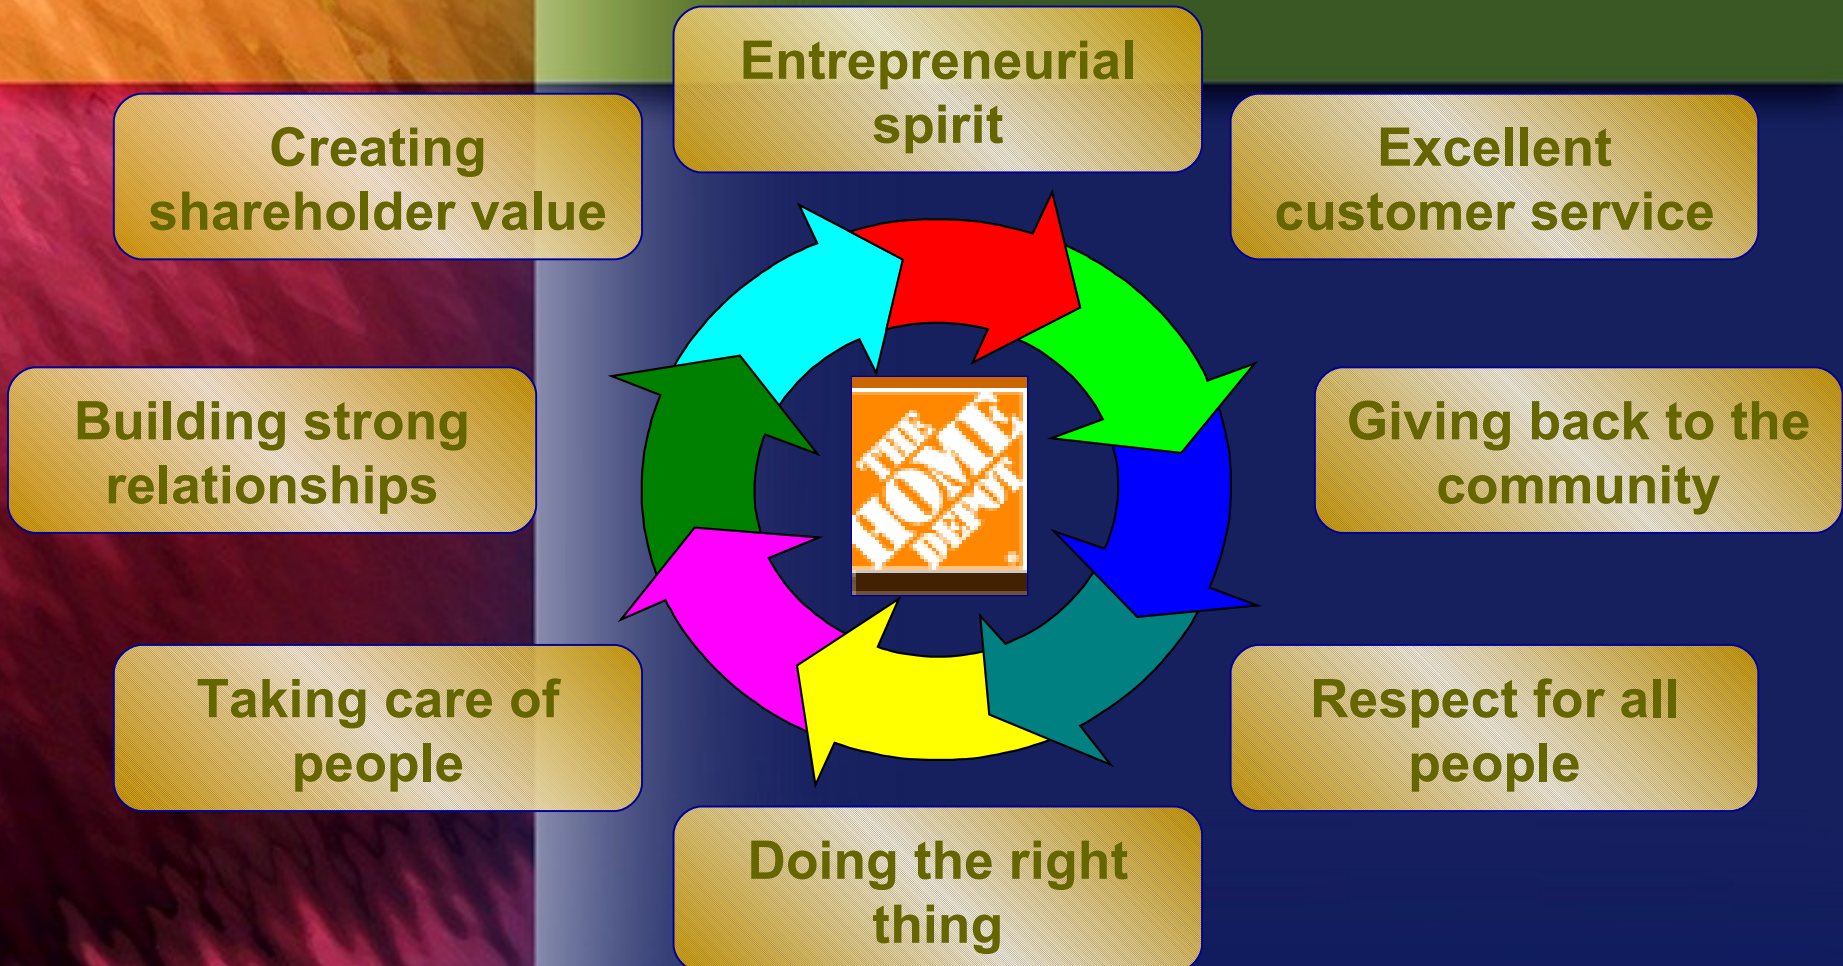 Entrepreneurial
spirit
Creating
shareholder value
Excellent
customer service
Building strong
relationships
THE
HOME
DEPOT
Giving back to the
community
Taking care of
people
Respect for all
people
Doing the right
thing